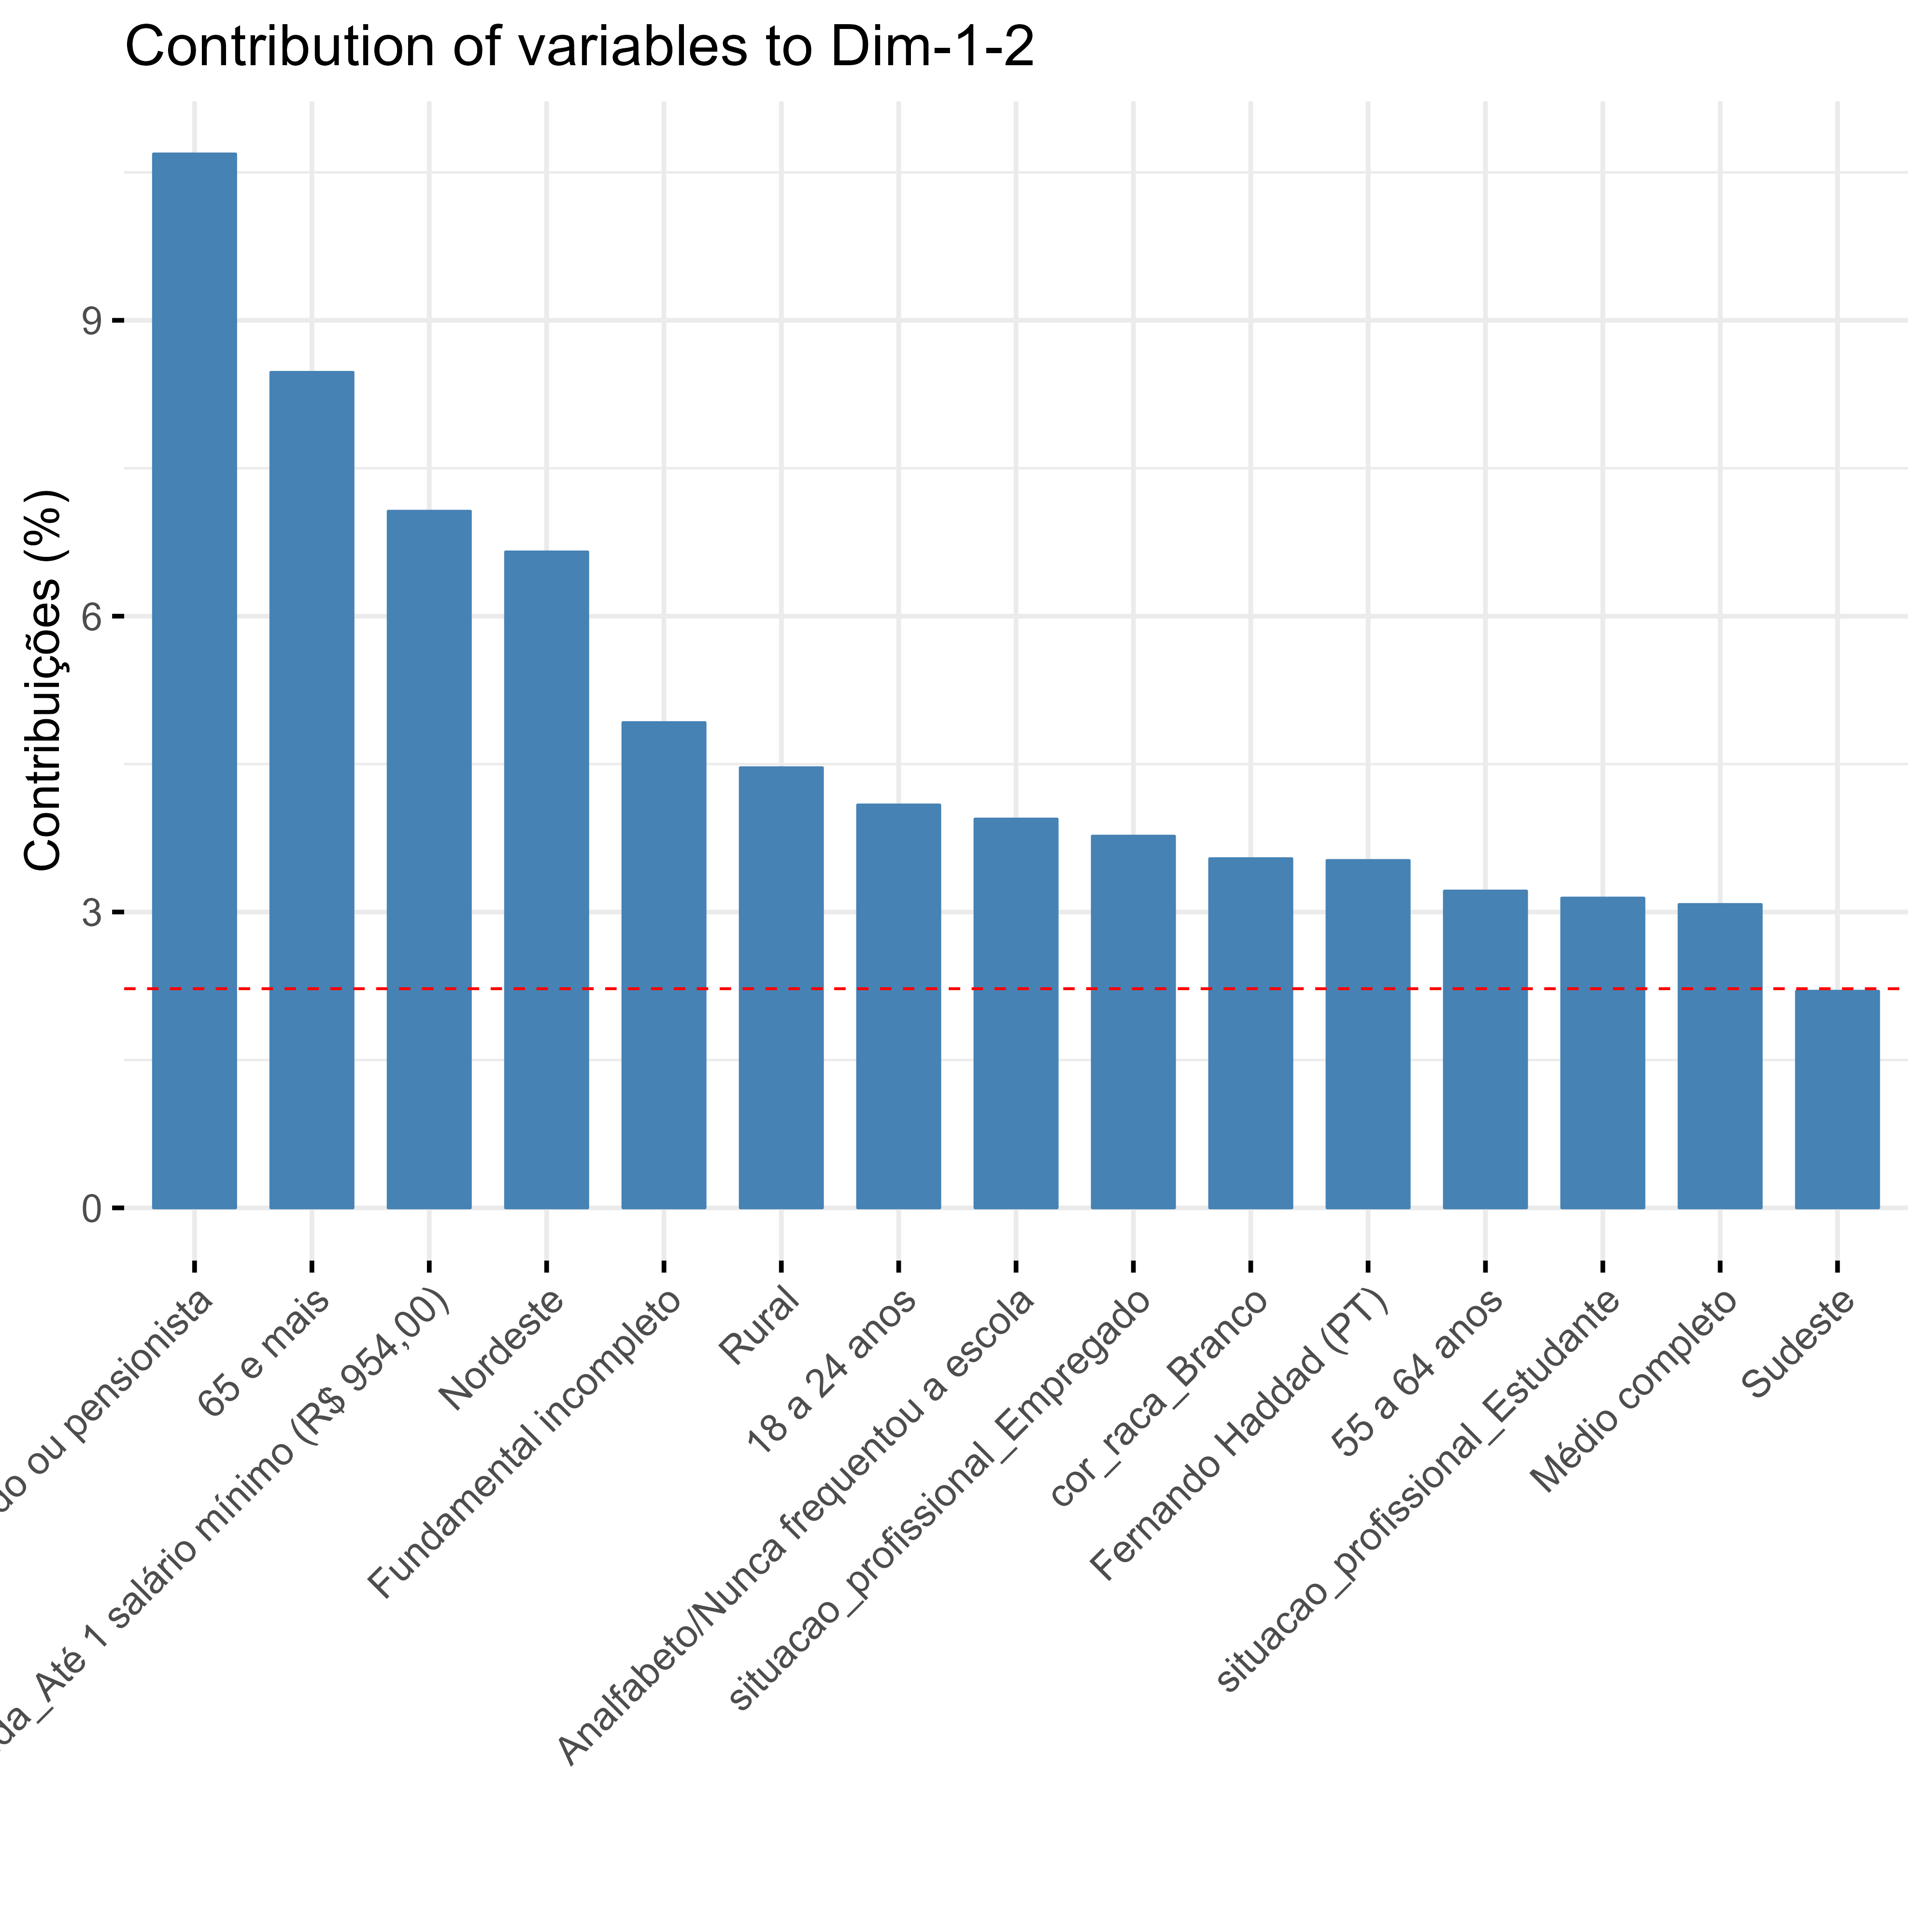 Contribution of variables to Dim-1-2
Contribuições (%)
9
6
3
0
ou pensionista
65 e mais
Até 1 salário mínimo (R$ 954,00)
Nordeste
Fundamental incompleto
Rural
18 a 24 anos
Analfabeto/Nunca frequentou a escola
situacao_profissional_Empregado
cor_raca_Branco
Fernando Haddad (PT)
55 a 64 anos
situacao_profissional_Estudante
Médio completo
Sudeste